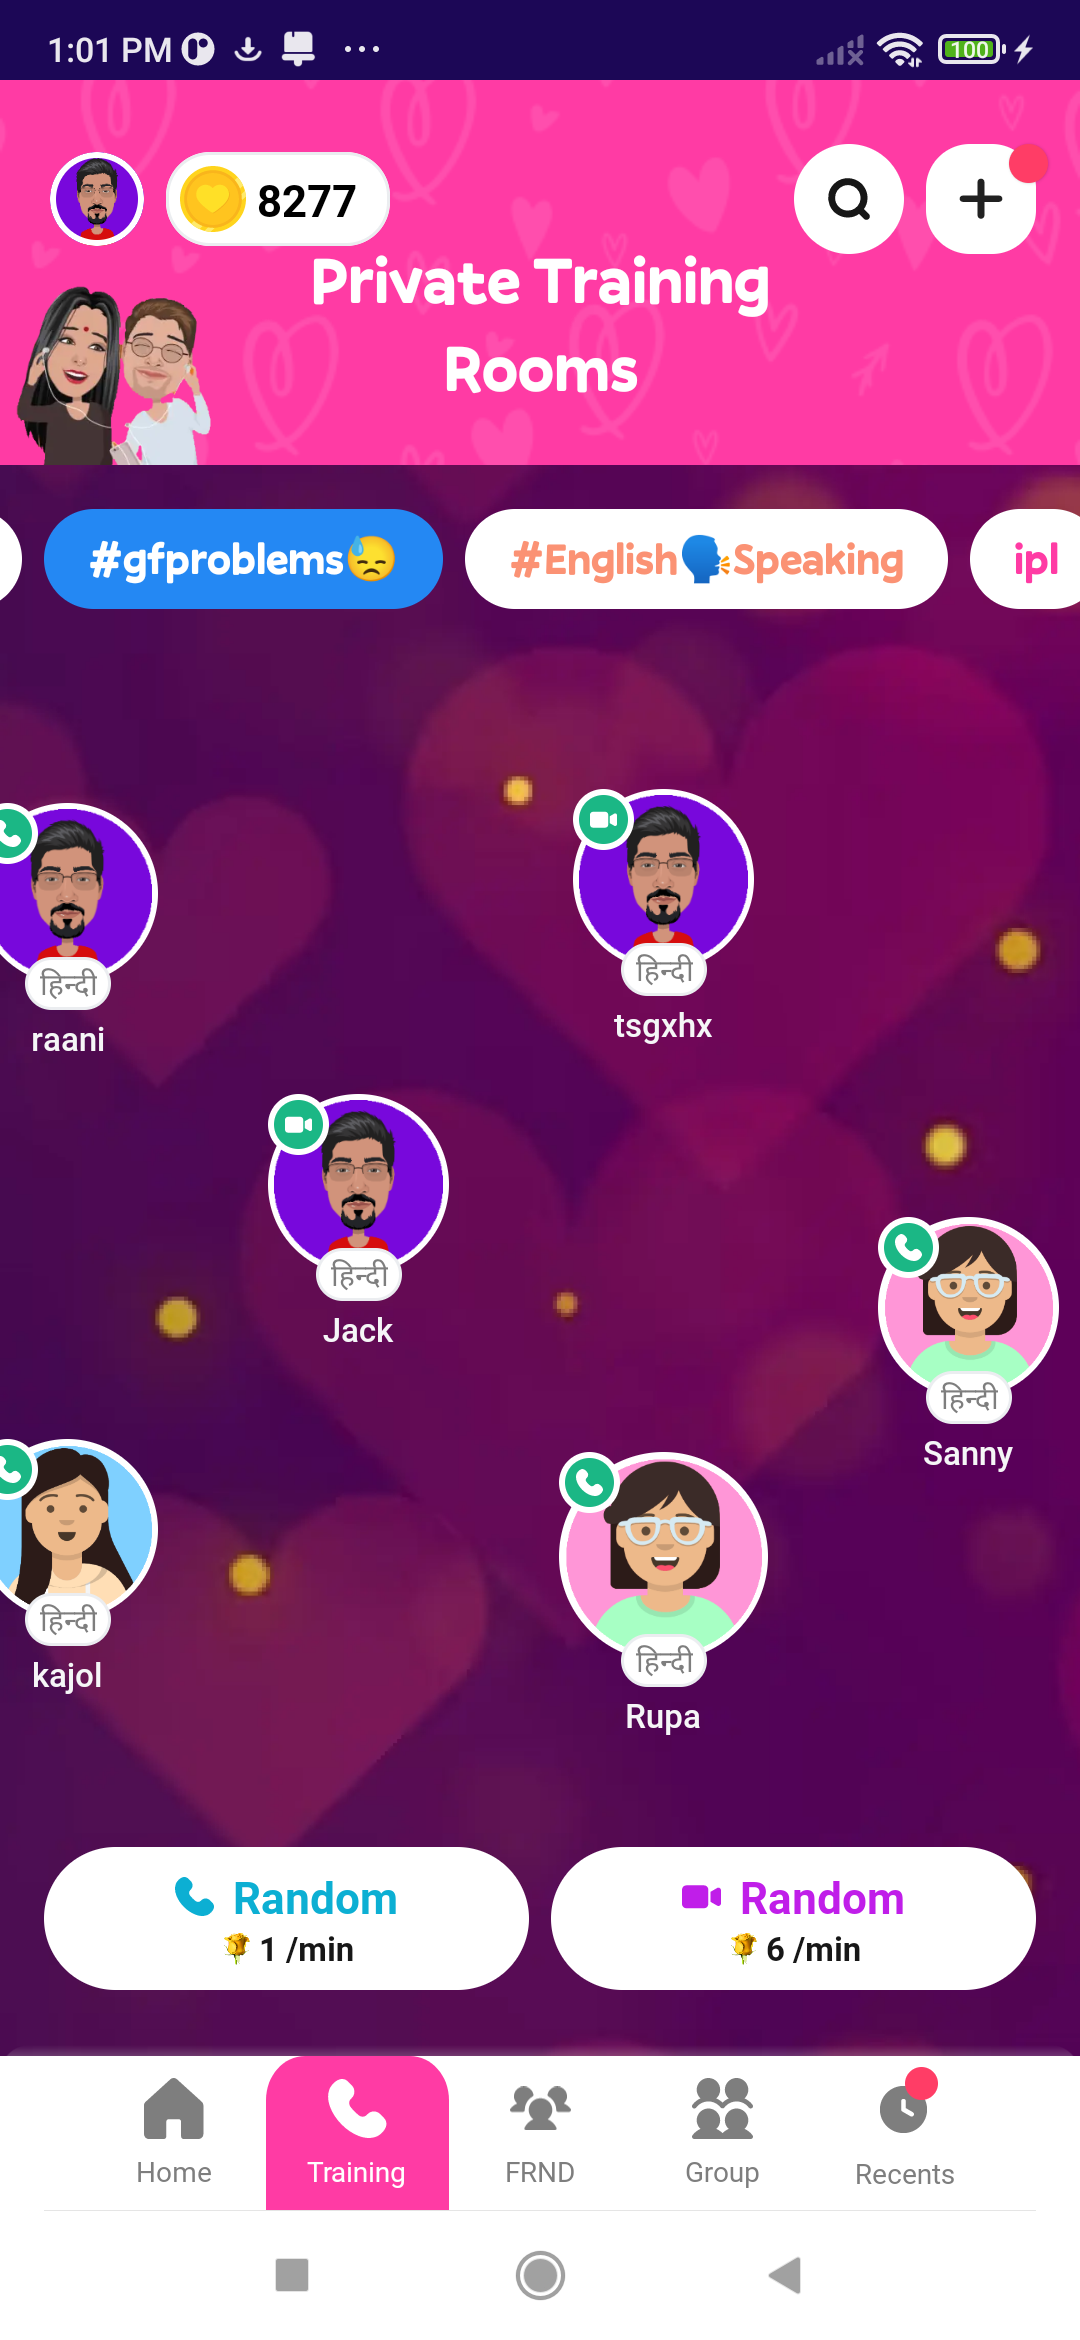 1:01 PM
100
8277
Private Training
Rooms
#gfproblems😓
#English🗣Speaking
ipl
हिन्दी
raani
हिन्दी
tsgxhx
हिन्दी
Jack
हिन्दी
Sanny
हिन्दी
kajol
हिन्दी
Rupa
Random
1 /min
Random
6 /min
Home
Training
FRND
Group
Recents